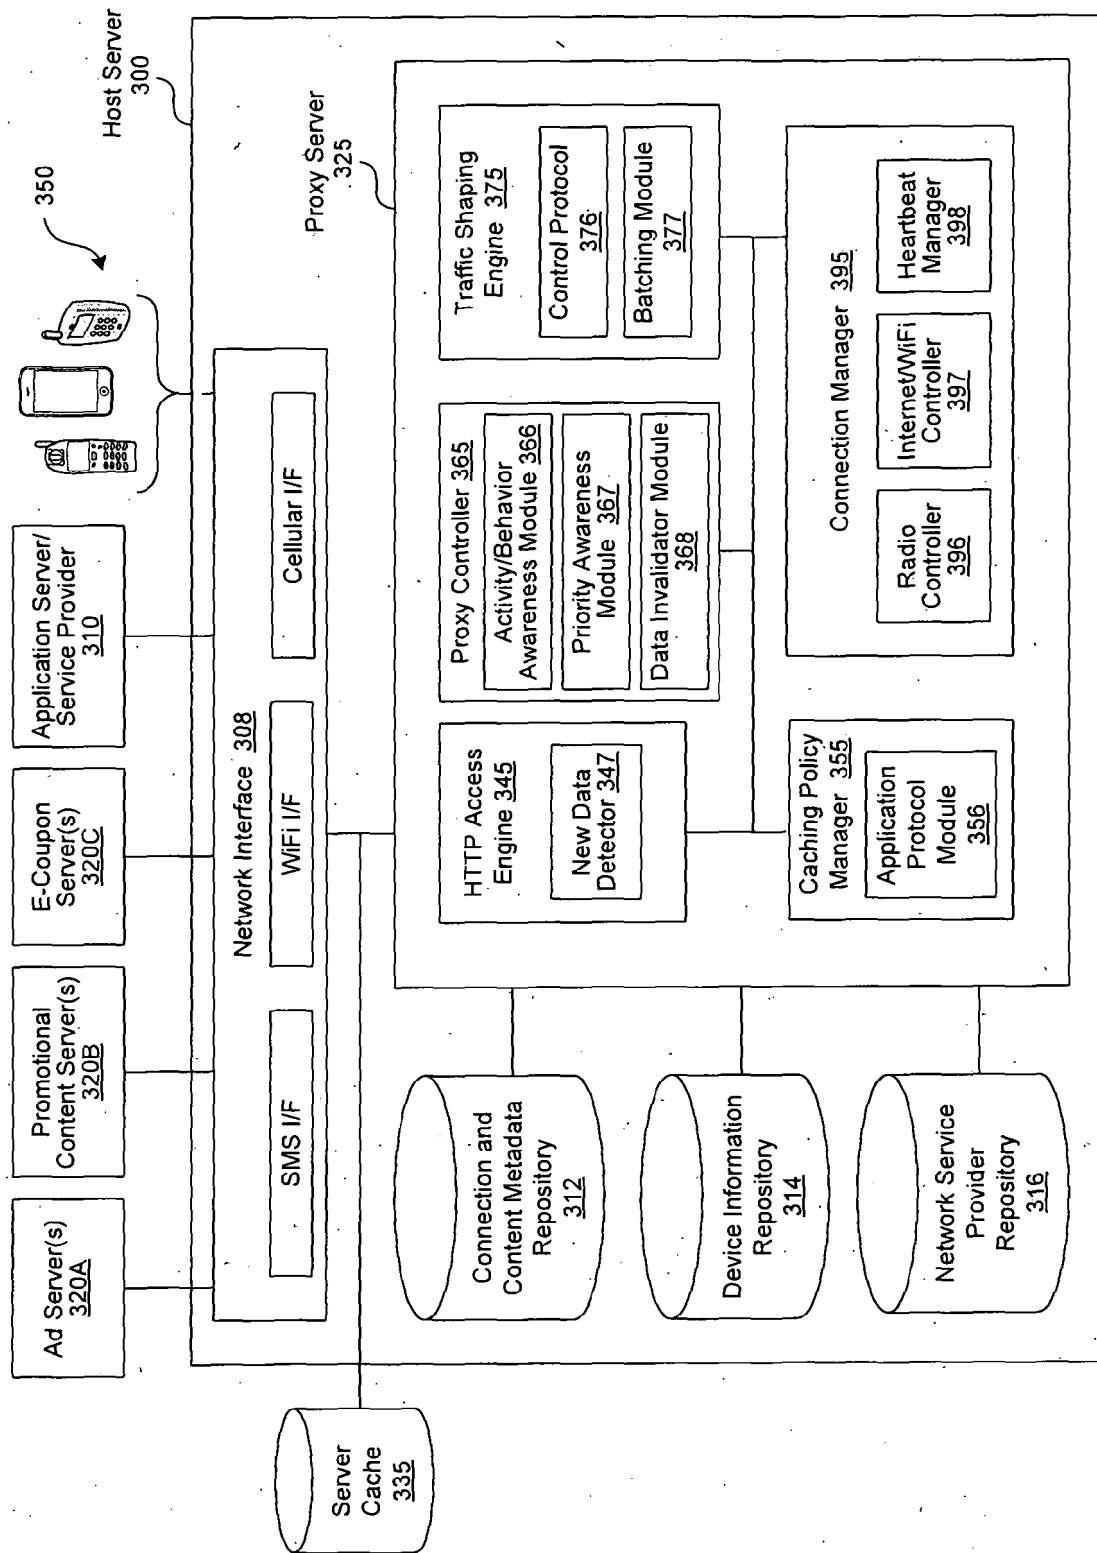 Host Server
300
350
Ad Server(s)
320A
Promotional
Content Server(s)
320B
E-Coupon
Server(s)
320C
Application Server/
Service Provider
310
Network Interface 308
SMS I/F
WiFi I/F
Cellular I/F
Server
Cache
335
Proxy Server
325
Connection and
Content Metadata
Repository
312
Device Information
Repository
314
Network Service
Provider
Repository
316
HTTP Access
Engine 345
New Data
Detector 347
Proxy Controller 365
Activity/Behavior
Awareness Module 366
Priority Awareness
Module 367
Data Invalidator Module
368
Traffic Shaping
Engine 375
Control Protocol
376
Batching Module
377
Caching Policy
Manager 355
Application
Protocol
Module
356
Connection Manager 395
Radio
Controller
396
Internet/WiFi
Controller
397
Heartbeat
Manager
398